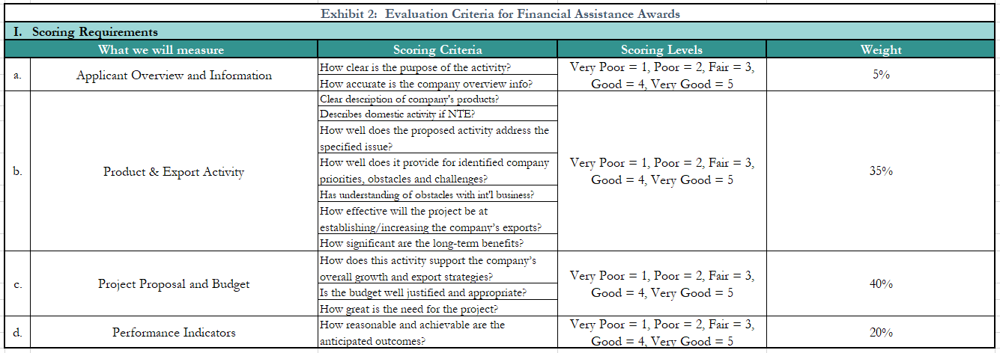 Exhibit 2: Evaluation Criteria for Financial Assistance Awards
I. Scoring Requirements
What we will measure Scoring Criteria Scoring Levels Weight
a. Applicant Overview and Information
How clear is the purpose of the activity?
How accurate is the company overview info?
Very Poor = 1, Poor = 2, Fair = 3,
Good = 4, Very Good = 5
5%
b. Product & Export Activity
Clear description of company's products?
Describes domestic activity if NTE?
How well does the proposed activity address the
specified issue?
How well does it provide for identified company
priorities, obstacles and challenges?
Has understanding of obstacles with int'l business?
How effective will the project be at
establishing/increasing the company’s exports?
How significant are the long-term benefits?
Very Poor = 1, Poor = 2, Fair = 3,
Good = 4, Very Good = 5
35%
c. Project Proposal and Budget
How does this activity support the company’s
overall growth and export strategies?
Is the budget well justified and appropriate?
How great is the need for the project?
Very Poor = 1, Poor = 2, Fair = 3,
Good = 4, Very Good = 5
40%
d. Performance Indicators
How reasonable and achievable are the
anticipated outcomes?
Very Poor = 1, Poor = 2, Fair = 3,
Good = 4, Very Good = 5
20%